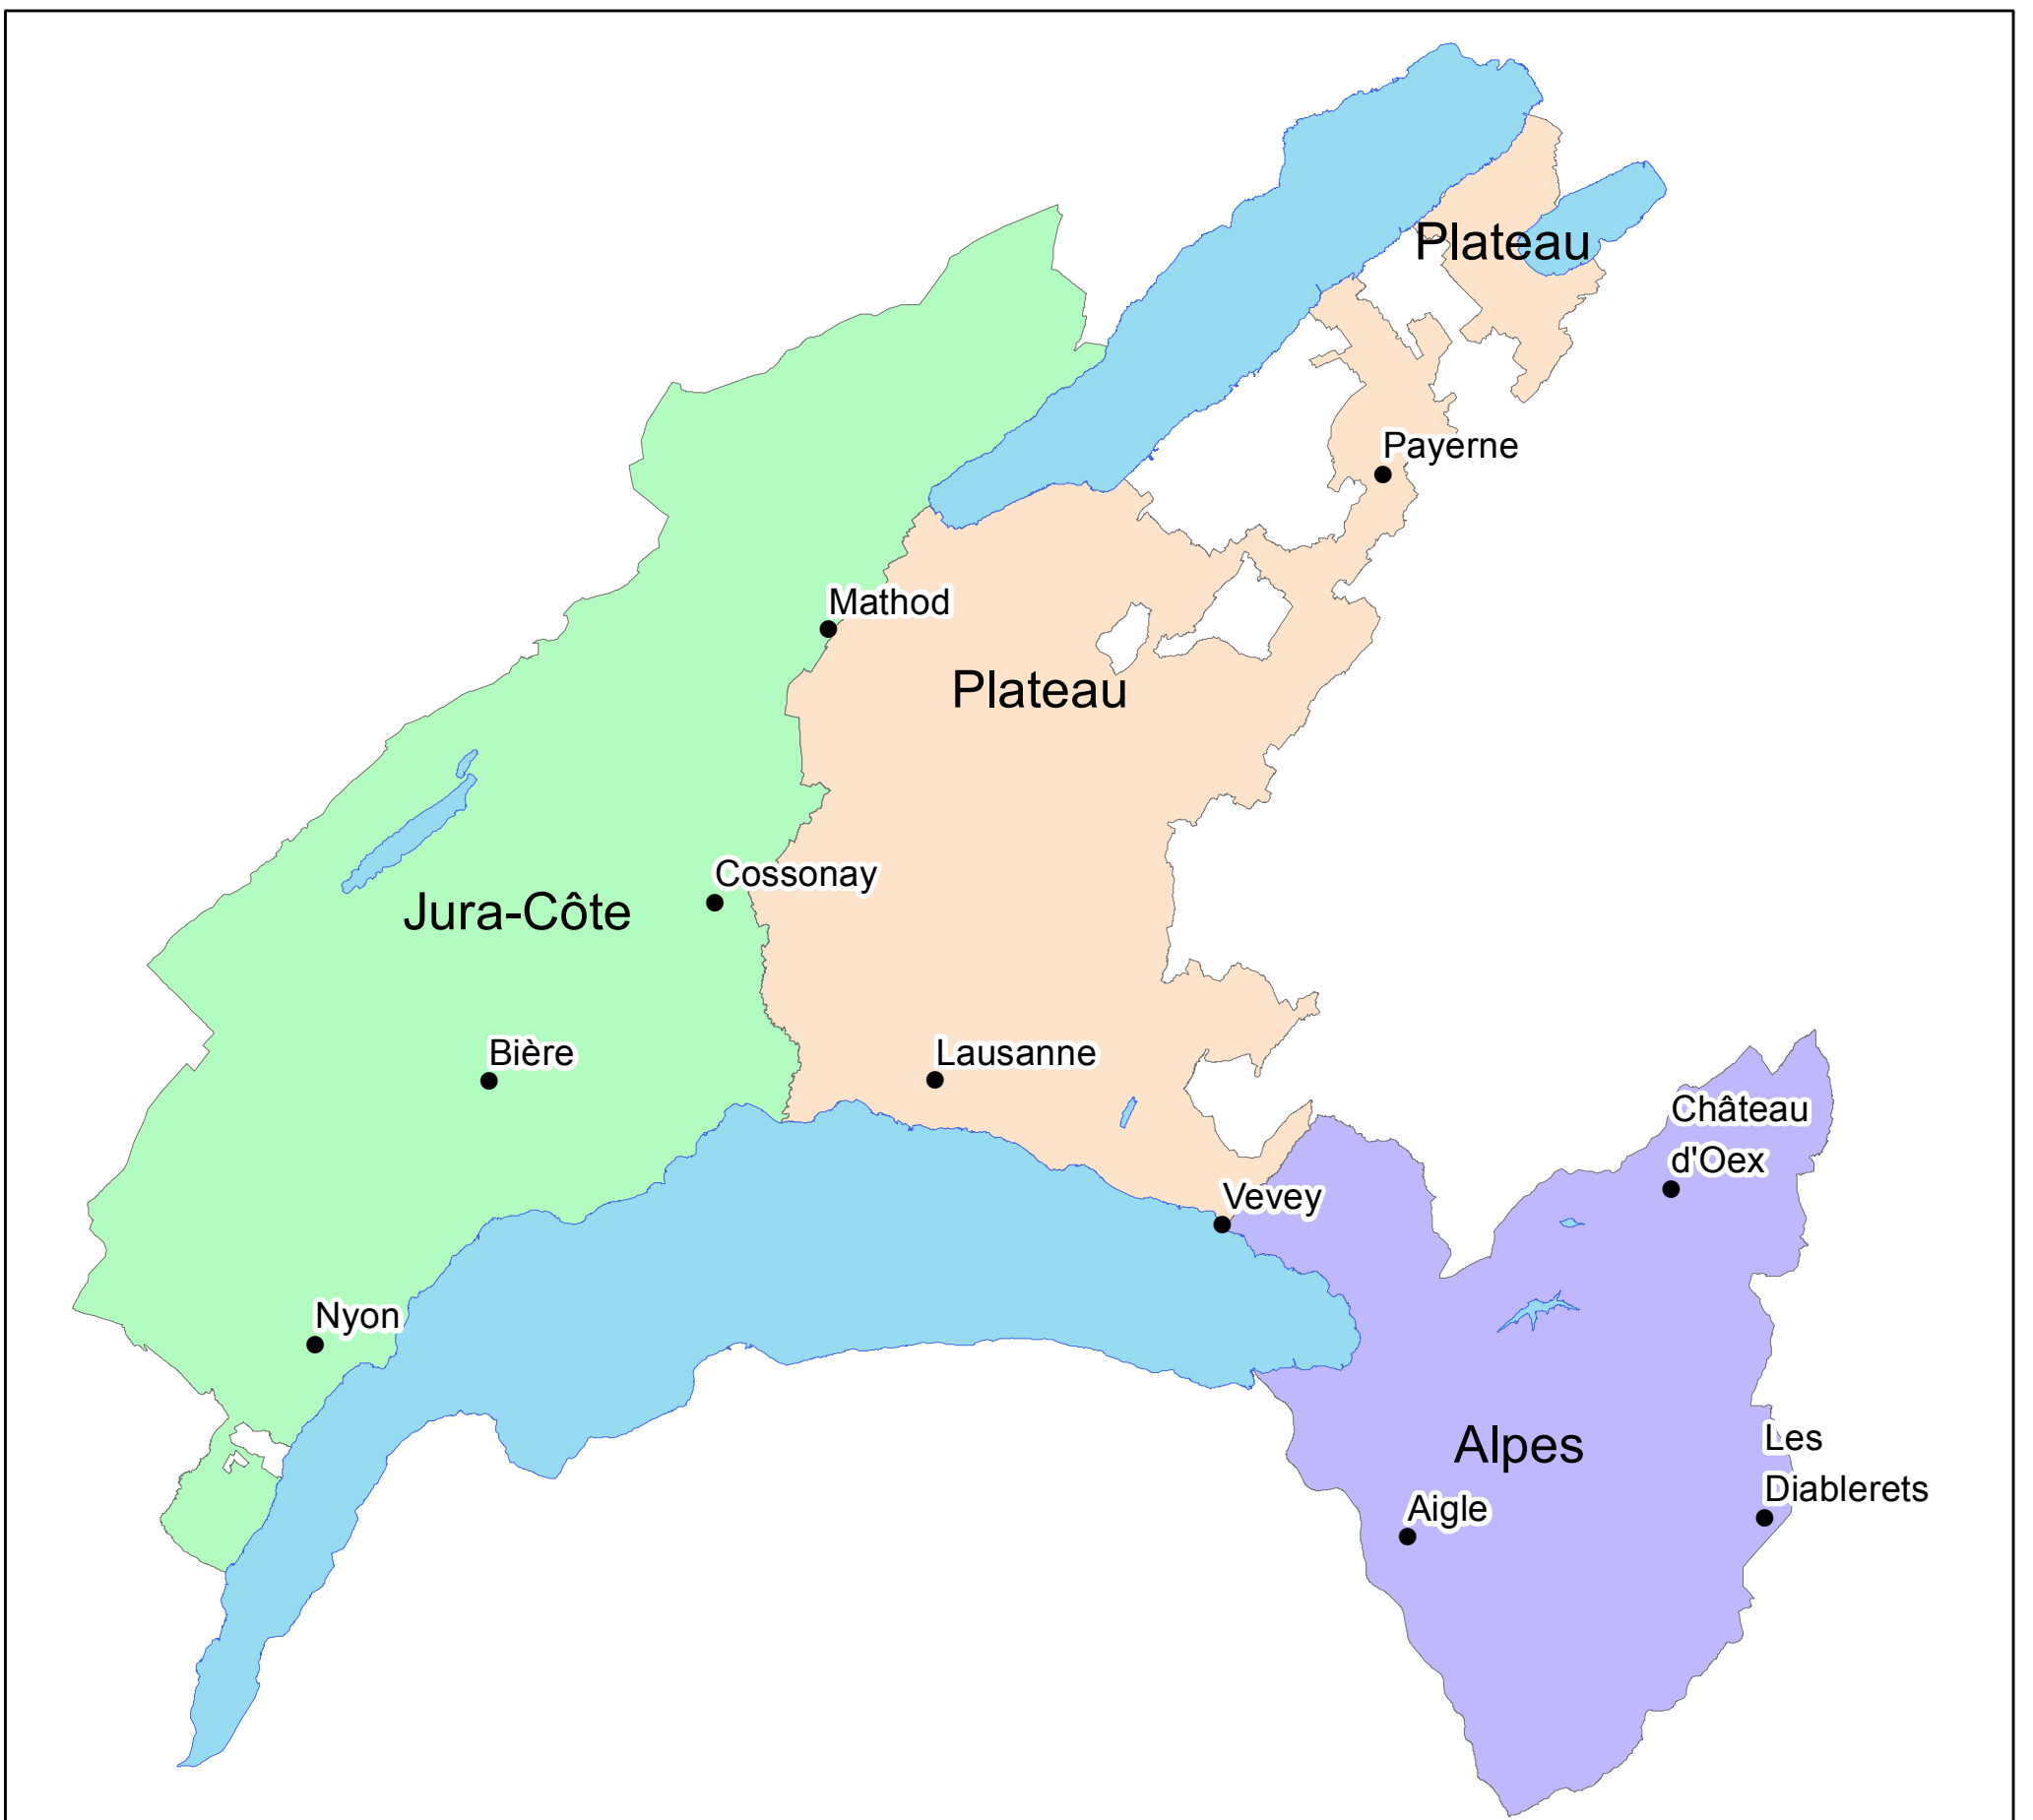 Plateau
Payerne
Mathod
Plateau
Cossonay
Jura-Côte
Bière
Lausanne
Château
d'Oex
Vevey
Nyon
Alpes
Les
Diablerets
Aigle